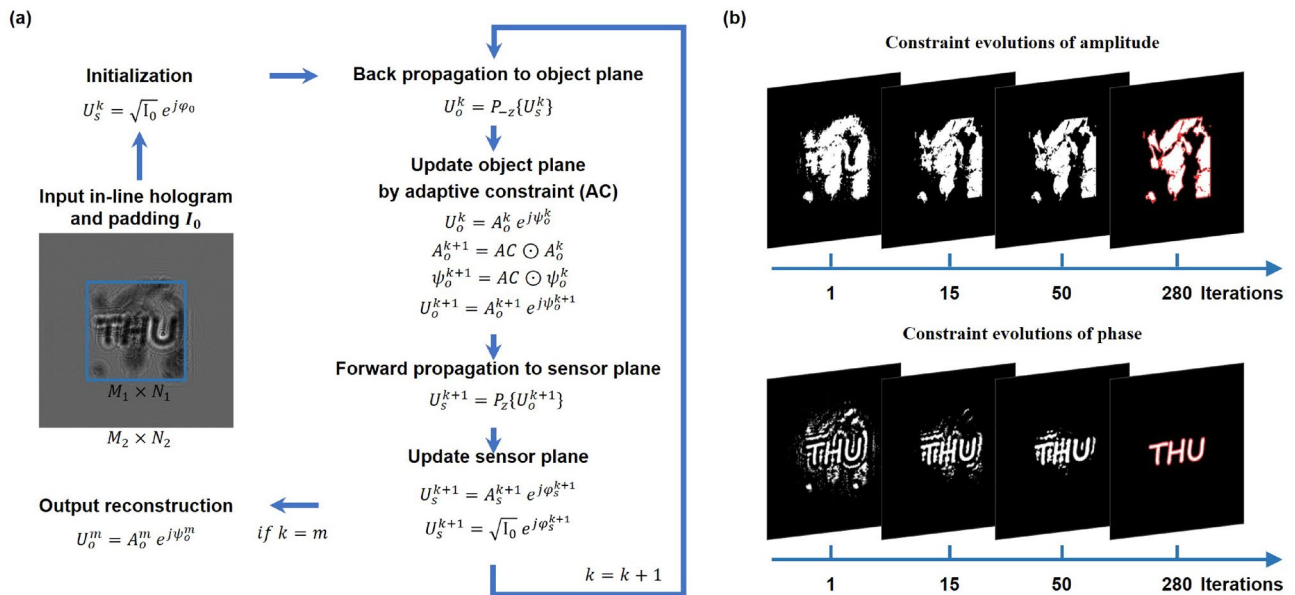 (a)
Initialization
U_s^k = √I_0 e^{jφ_0}
Input in-line hologram
and padding I_0
THU
M_1 × N_1
M_2 × N_2
Output reconstruction
U_o^m = A_o^m e^{jψ_o^m}
if k = m
Back propagation to object plane
U_o^k = P_{−z}{U_s^k}
Update object plane
by adaptive constraint (AC)
U_o^k = A_o^k e^{jψ_o^k}
A_o^{k+1} = AC ⊙ A_o^k
ψ_o^{k+1} = AC ⊙ ψ_o^k
U_o^{k+1} = A_o^{k+1} e^{jψ_o^{k+1}}
Forward propagation to sensor plane
U_s^{k+1} = P_z{U_o^{k+1}}
Update sensor plane
U_s^{k+1} = A_s^{k+1} e^{jφ_s^{k+1}}
U_s^{k+1} = √I_0 e^{jφ_s^{k+1}}
k = k + 1
(b)
Constraint evolutions of amplitude
1 15 50 280 Iterations
Constraint evolutions of phase
THU THU THU THU
1 15 50 280 Iterations